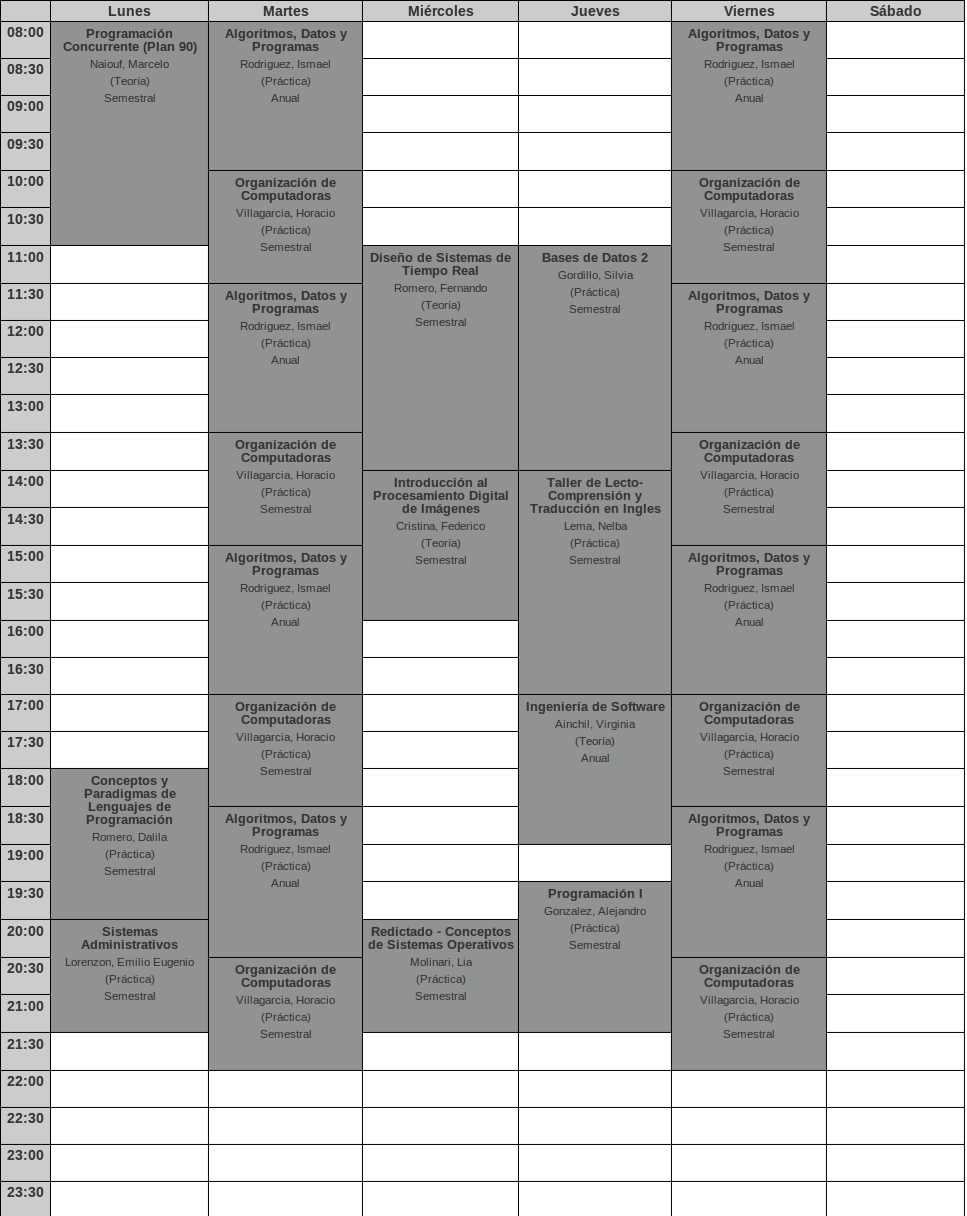 Lunes Martes Miércoles Jueves Viernes Sábado
08:00
08:30
09:00
09:30
10:00
10:30
11:00
11:30
12:00
12:30
13:00
13:30
14:00
14:30
15:00
15:30
16:00
16:30
17:00
17:30
18:00
18:30
19:00
19:30
20:00
20:30
21:00
21:30
22:00
22:30
23:00
23:30
Programación
Concurrente (Plan 90)
Naiouf, Marcelo
(Teoría)
Semestral
Conceptos y
Paradigmas de
Lenguajes de
Programación
Romero, Dalila
(Práctica)
Semestral
Sistemas
Administrativos
Lorenzon, Emilio Eugenio
(Práctica)
Semestral
Algoritmos, Datos y
Programas
Rodriguez, Ismael
(Práctica)
Anual
Organización de
Computadoras
Villagarcia, Horacio
(Práctica)
Semestral
Algoritmos, Datos y
Programas
Rodriguez, Ismael
(Práctica)
Anual
Organización de
Computadoras
Villagarcia, Horacio
(Práctica)
Semestral
Algoritmos, Datos y
Programas
Rodriguez, Ismael
(Práctica)
Anual
Organización de
Computadoras
Villagarcia, Horacio
(Práctica)
Semestral
Algoritmos, Datos y
Programas
Rodriguez, Ismael
(Práctica)
Anual
Organización de
Computadoras
Villagarcia, Horacio
(Práctica)
Semestral
Diseño de Sistemas de
Tiempo Real
Romero, Fernando
(Teoría)
Semestral
Introducción al
Procesamiento Digital
de Imágenes
Cristina, Federico
(Teoría)
Semestral
Redictado - Conceptos
de Sistemas Operativos
Molinari, Lia
(Práctica)
Semestral
Bases de Datos 2
Gordillo, Silvia
(Práctica)
Semestral
Taller de Lecto-
Comprensión y
Traducción en Ingles
Lema, Nelba
(Práctica)
Semestral
Ingeniería de Software
Ainchil, Virginia
(Teoría)
Anual
Programación I
Gonzalez, Alejandro
(Práctica)
Semestral
Algoritmos, Datos y
Programas
Rodriguez, Ismael
(Práctica)
Anual
Organización de
Computadoras
Villagarcia, Horacio
(Práctica)
Semestral
Algoritmos, Datos y
Programas
Rodriguez, Ismael
(Práctica)
Anual
Organización de
Computadoras
Villagarcia, Horacio
(Práctica)
Semestral
Algoritmos, Datos y
Programas
Rodriguez, Ismael
(Práctica)
Anual
Organización de
Computadoras
Villagarcia, Horacio
(Práctica)
Semestral
Algoritmos, Datos y
Programas
Rodriguez, Ismael
(Práctica)
Anual
Organización de
Computadoras
Villagarcia, Horacio
(Práctica)
Semestral